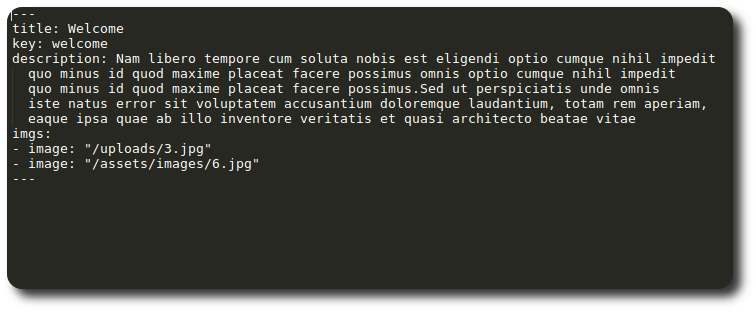 ---
title: Welcome
key: welcome
description: Nam libero tempore cum soluta nobis est eligendi optio cumque nihil impedit
  quo minus id quod maxime placeat facere possimus omnis optio cumque nihil impedit
  quo minus id quod maxime placeat facere possimus.Sed ut perspiciatis unde omnis
  iste natus error sit voluptatem accusantium doloremque laudantium, totam rem aperiam,
  eaque ipsa quae ab illo inventore veritatis et quasi architecto beatae vitae
imgs:
- image: "/uploads/3.jpg"
- image: "/assets/images/6.jpg"
---